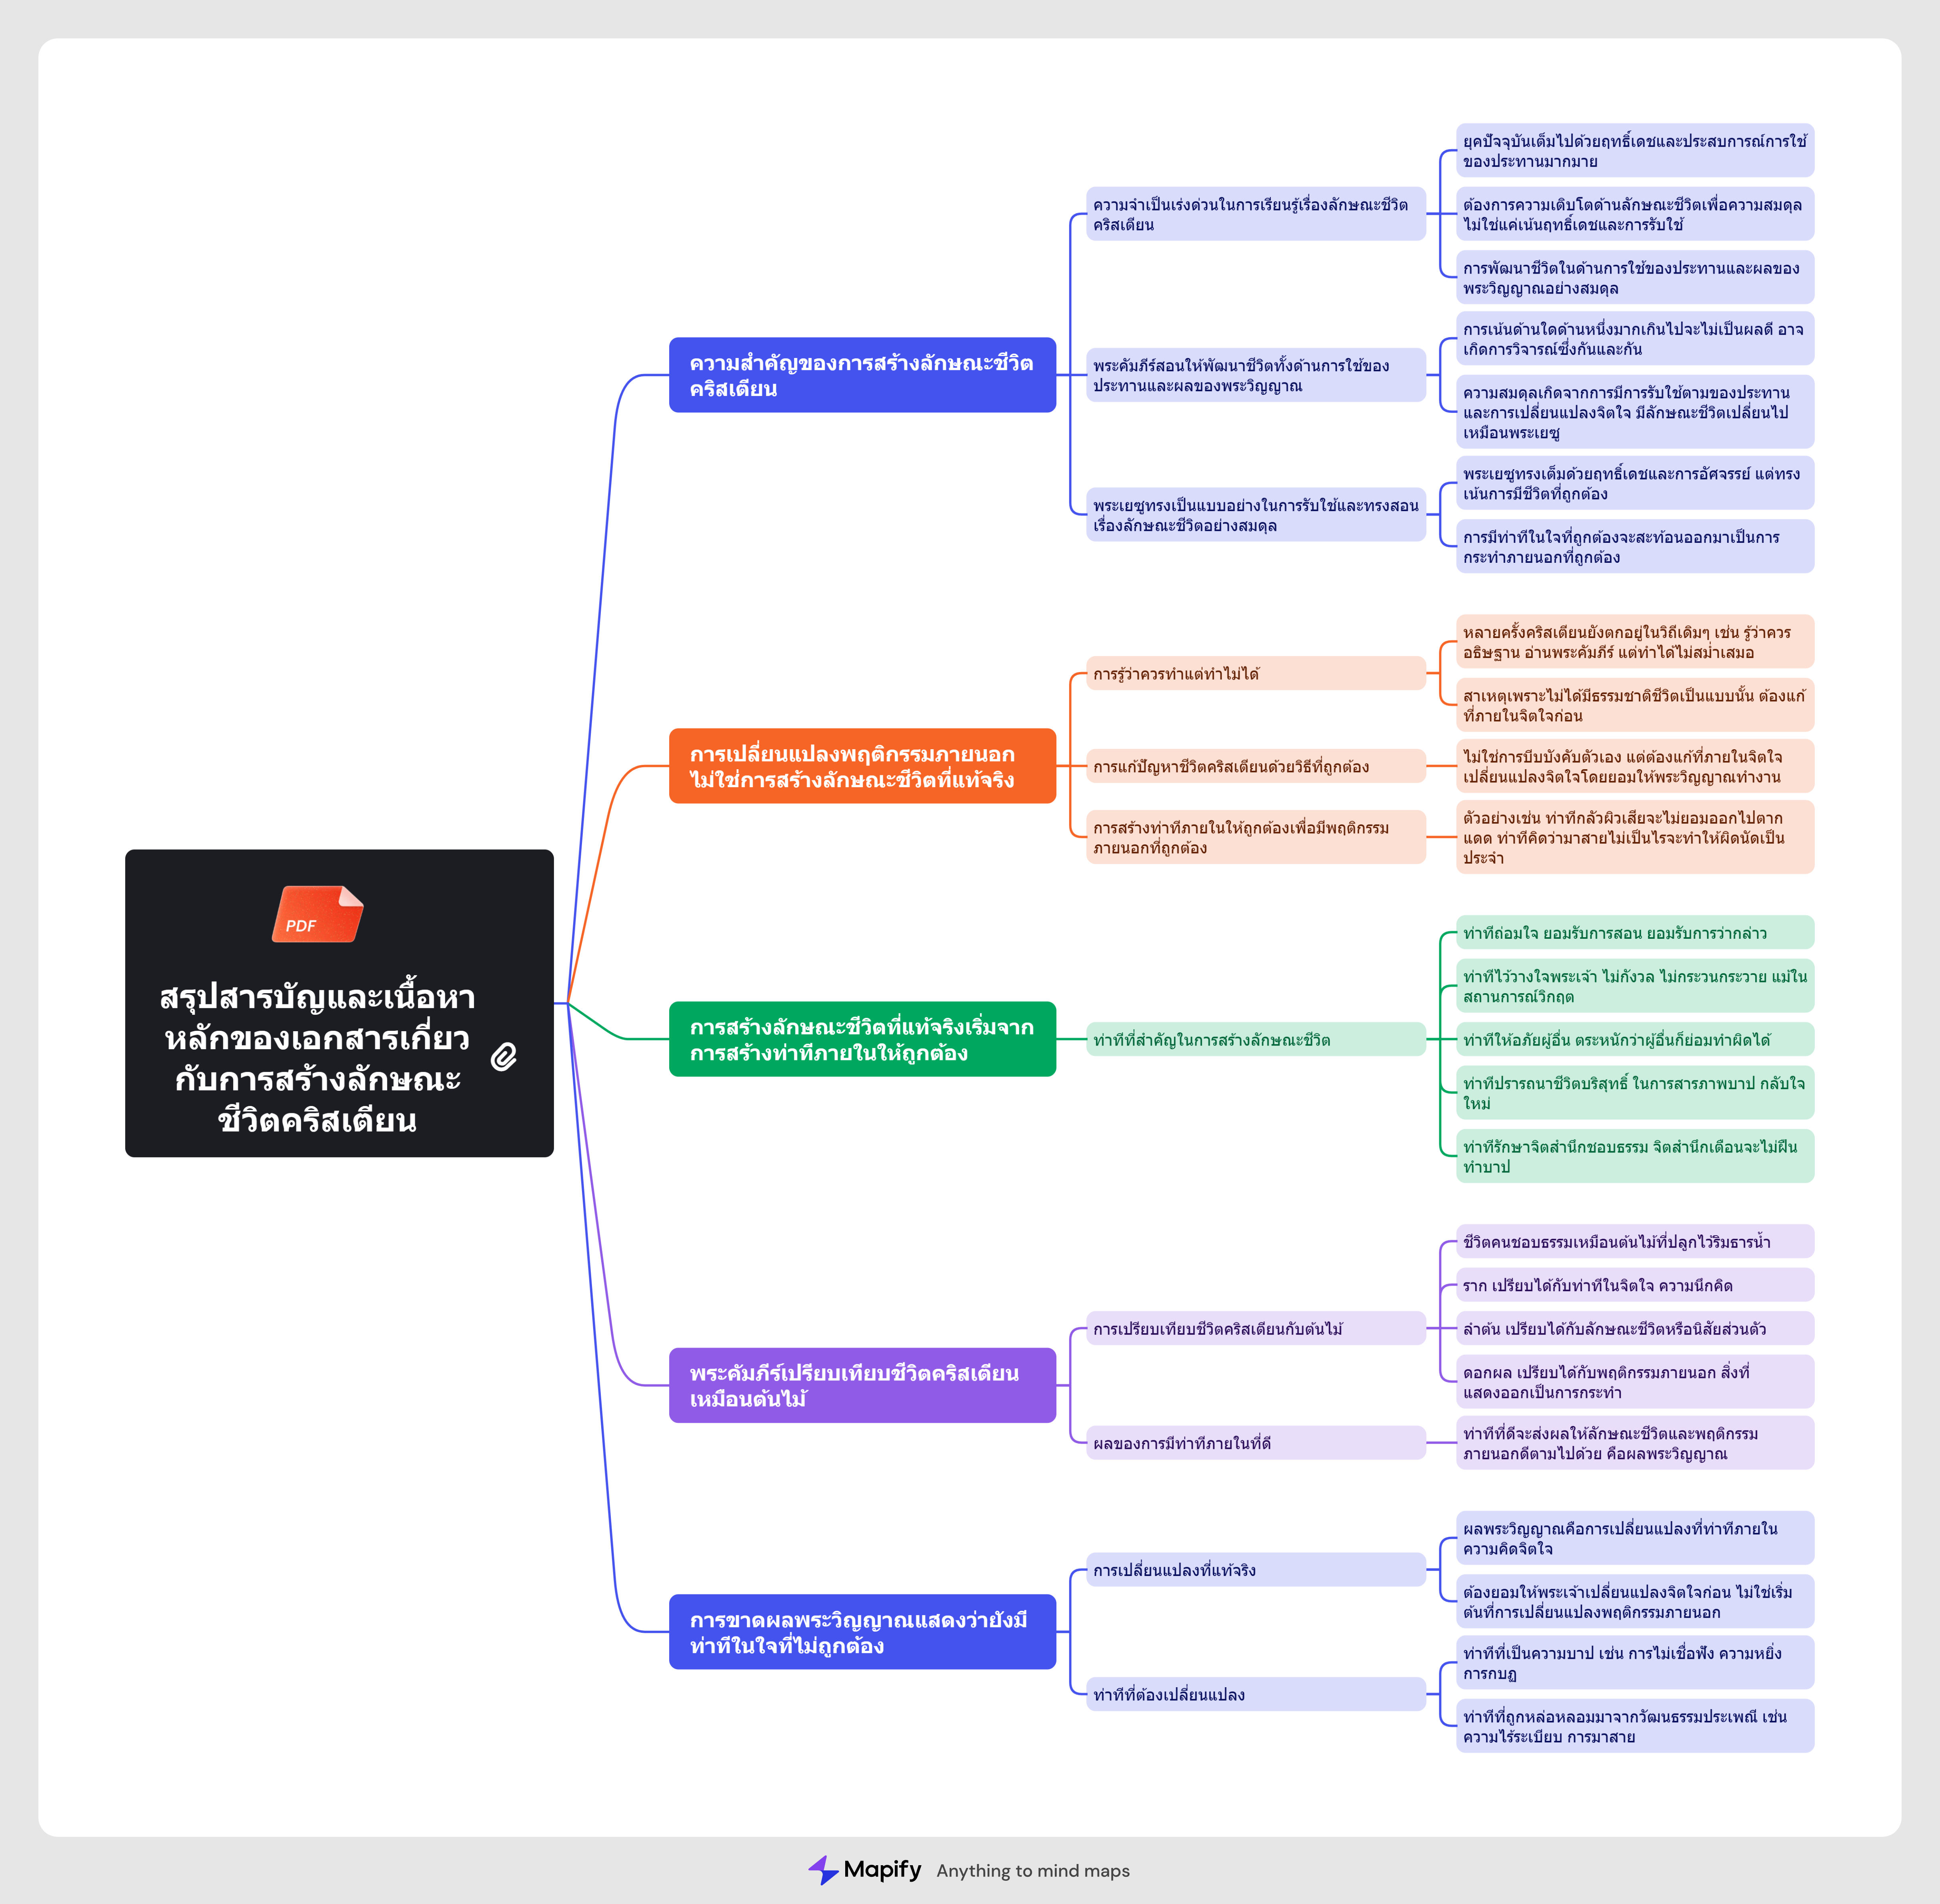 PDF
สรุปสารบัญและเนื้อหา
หลักของเอกสารเกี่ยว
กับการสร้างลักษณะ
ชีวิตคริสเตียน
ความสำคัญของการสร้างลักษณะชีวิต
คริสเตียน
ความจำเป็นเร่งด่วนในการเรียนรู้เรื่องลักษณะชีวิต
คริสเตียน
ยุคปัจจุบันเต็มไปด้วยฤทธิ์เดชและประสบการณ์การใช้
ของประทานมากมาย
ต้องการความเติบโตด้านลักษณะชีวิตเพื่อความสมดุล
ไม่ใช่แค่เน้นฤทธิ์เดชและการรับใช้
การพัฒนาชีวิตในด้านการใช้ของประทานและผลของ
พระวิญญาณอย่างสมดุล
พระคัมภีร์สอนให้พัฒนาชีวิตทั้งด้านการใช้ของ
ประทานและผลของพระวิญญาณ
การเน้นด้านใดด้านหนึ่งมากเกินไปจะไม่เป็นผลดี อาจ
เกิดการวิจารณ์ซึ่งกันและกัน
ความสมดุลเกิดจากการมีการรับใช้ตามของประทาน
และการเปลี่ยนแปลงจิตใจ มีลักษณะชีวิตเปลี่ยนไป
เหมือนพระเยซู
พระเยซูทรงเป็นแบบอย่างในการรับใช้และทรงสอน
เรื่องลักษณะชีวิตอย่างสมดุล
พระเยซูทรงเต็มด้วยฤทธิ์เดชและการอัศจรรย์ แต่ทรง
เน้นการมีชีวิตที่ถูกต้อง
การมีท่าทีในใจที่ถูกต้องจะสะท้อนออกมาเป็นการ
กระทำภายนอกที่ถูกต้อง
การเปลี่ยนแปลงพฤติกรรมภายนอก
ไม่ใช่การสร้างลักษณะชีวิตที่แท้จริง
การรู้ว่าควรทำแต่ทำไม่ได้
หลายครั้งคริสเตียนยังตกอยู่ในวิถีเดิมๆ เช่น รู้ว่าควร
อธิษฐาน อ่านพระคัมภีร์ แต่ทำได้ไม่สม่ำเสมอ
สาเหตุเพราะไม่ได้มีธรรมชาติชีวิตเป็นแบบนั้น ต้องแก้
ที่ภายในจิตใจก่อน
การแก้ปัญหาชีวิตคริสเตียนด้วยวิธีที่ถูกต้อง
ไม่ใช่การบีบบังคับตัวเอง แต่ต้องแก้ที่ภายในจิตใจ
เปลี่ยนแปลงจิตใจโดยยอมให้พระวิญญาณทำงาน
การสร้างท่าทีภายในให้ถูกต้องเพื่อมีพฤติกรรม
ภายนอกที่ถูกต้อง
ตัวอย่างเช่น ท่าทีกลัวผิวเสียจะไม่ยอมออกไปตาก
แดด ท่าทีคิดว่ามาสายไม่เป็นไรจะทำให้ผิดนัดเป็น
ประจำ
การสร้างลักษณะชีวิตที่แท้จริงเริ่มจาก
การสร้างท่าทีภายในให้ถูกต้อง
ท่าทีที่สำคัญในการสร้างลักษณะชีวิต
ท่าทีถ่อมใจ ยอมรับการสอน ยอมรับการว่ากล่าว
ท่าทีไว้วางใจพระเจ้า ไม่กังวล ไม่กระวนกระวาย แม้ใน
สถานการณ์วิกฤต
ท่าทีให้อภัยผู้อื่น ตระหนักว่าผู้อื่นก็ย่อมทำผิดได้
ท่าทีปรารถนาชีวิตบริสุทธิ์ ในการสารภาพบาป กลับใจ
ใหม่
ท่าทีรักษาจิตสำนึกชอบธรรม จิตสำนึกเตือนจะไม่ฝืน
ทำบาป
พระคัมภีร์เปรียบเทียบชีวิตคริสเตียน
เหมือนต้นไม้
การเปรียบเทียบชีวิตคริสเตียนกับต้นไม้
ชีวิตคนชอบธรรมเหมือนต้นไม้ที่ปลูกไว้ริมธารน้ำ
ราก เปรียบได้กับท่าทีในจิตใจ ความนึกคิด
ลำต้น เปรียบได้กับลักษณะชีวิตหรือนิสัยส่วนตัว
ดอกผล เปรียบได้กับพฤติกรรมภายนอก สิ่งที่
แสดงออกเป็นการกระทำ
ผลของการมีท่าทีภายในที่ดี
ท่าทีที่ดีจะส่งผลให้ลักษณะชีวิตและพฤติกรรม
ภายนอกดีตามไปด้วย คือผลพระวิญญาณ
การขาดผลพระวิญญาณแสดงว่ายังมี
ท่าทีในใจที่ไม่ถูกต้อง
การเปลี่ยนแปลงที่แท้จริง
ผลพระวิญญาณคือการเปลี่ยนแปลงที่ท่าทีภายใน
ความคิดจิตใจ
ต้องยอมให้พระเจ้าเปลี่ยนแปลงจิตใจก่อน ไม่ใช่เริ่ม
ต้นที่การเปลี่ยนแปลงพฤติกรรมภายนอก
ท่าทีที่ต้องเปลี่ยนแปลง
ท่าทีที่เป็นความบาป เช่น การไม่เชื่อฟัง ความหยิ่ง
การกบฏ
ท่าทีที่ถูกหล่อหลอมมาจากวัฒนธรรมประเพณี เช่น
ความไร้ระเบียบ การมาสาย
Mapify Anything to mind maps